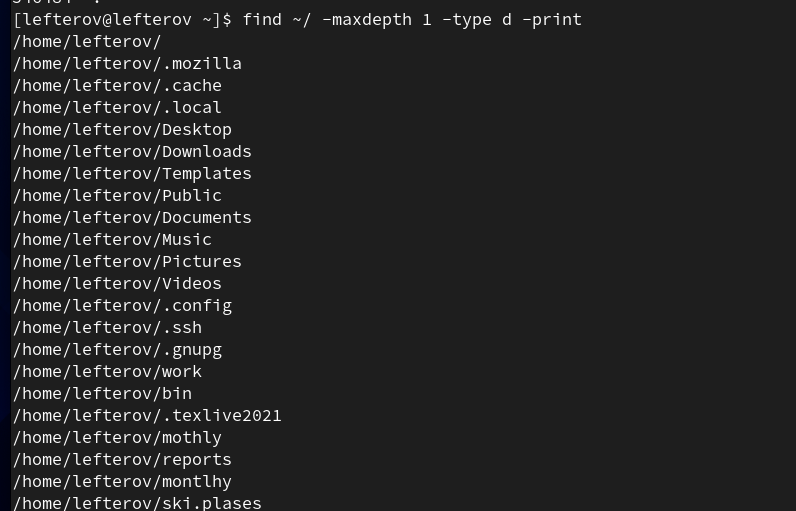 [lefterov@lefterov ~]$ find ~/ -maxdepth 1 -type d -print
/home/lefterov/
/home/lefterov/.mozilla
/home/lefterov/.cache
/home/lefterov/.local
/home/lefterov/Desktop
/home/lefterov/Downloads
/home/lefterov/Templates
/home/lefterov/Public
/home/lefterov/Documents
/home/lefterov/Music
/home/lefterov/Pictures
/home/lefterov/Videos
/home/lefterov/.config
/home/lefterov/.ssh
/home/lefterov/.gnupg
/home/lefterov/work
/home/lefterov/bin
/home/lefterov/.texlive2021
/home/lefterov/mothly
/home/lefterov/reports
/home/lefterov/montlhy
/home/lefterov/ski.plases